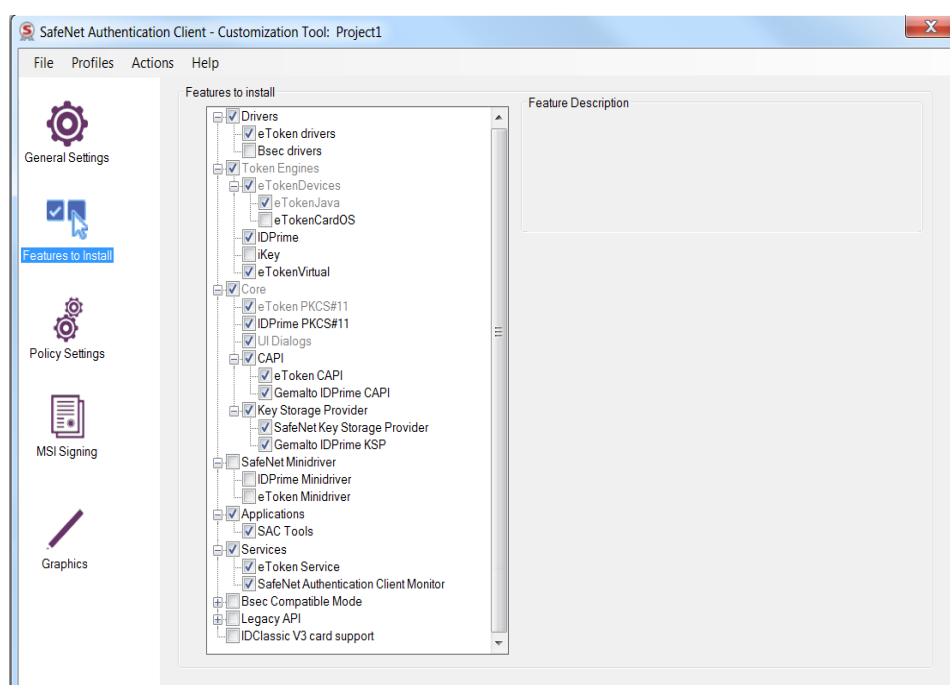 SafeNet Authentication Client - Customization Tool: Project1
X
File Profiles Actions Help
General Settings
Features to Install
Policy Settings
MSI Signing
Graphics
Features to install
Drivers
eToken drivers
Bsec drivers
Token Engines
eTokenDevices
eTokenJava
eTokenCardOS
IDPrime
iKey
eTokenVirtual
Core
eToken PKCS#11
IDPrime PKCS#11
UI Dialogs
CAPI
eToken CAPI
Gemalto IDPrime CAPI
Key Storage Provider
SafeNet Key Storage Provider
Gemalto IDPrime KSP
SafeNet Minidriver
IDPrime Minidriver
eToken Minidriver
Applications
SAC Tools
Services
eToken Service
SafeNet Authentication Client Monitor
Bsec Compatible Mode
Legacy API
IDClassic V3 card support
Feature Description